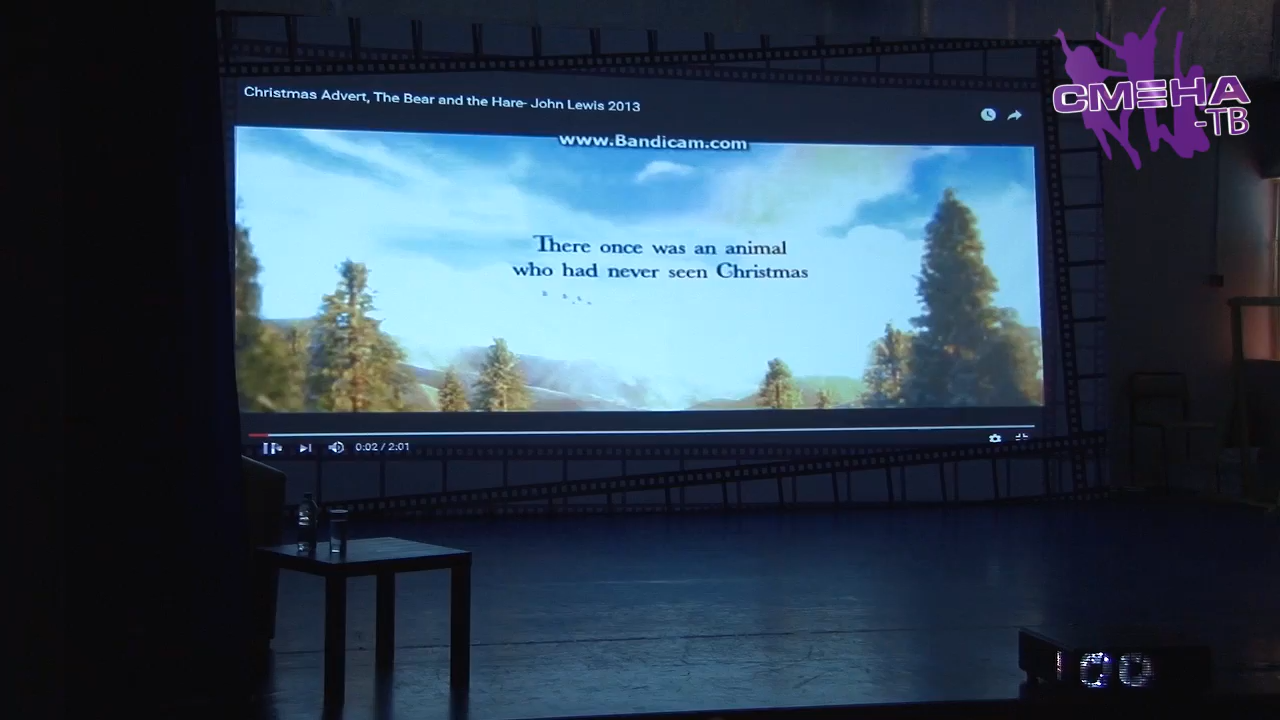 Christmas Advert, The Bear and the Hare- John Lewis 2013
www.Bandicam.com
There once was an animal
who had never seen Christmas
0:02 / 2:01
СМЕНА
-ТВ
100